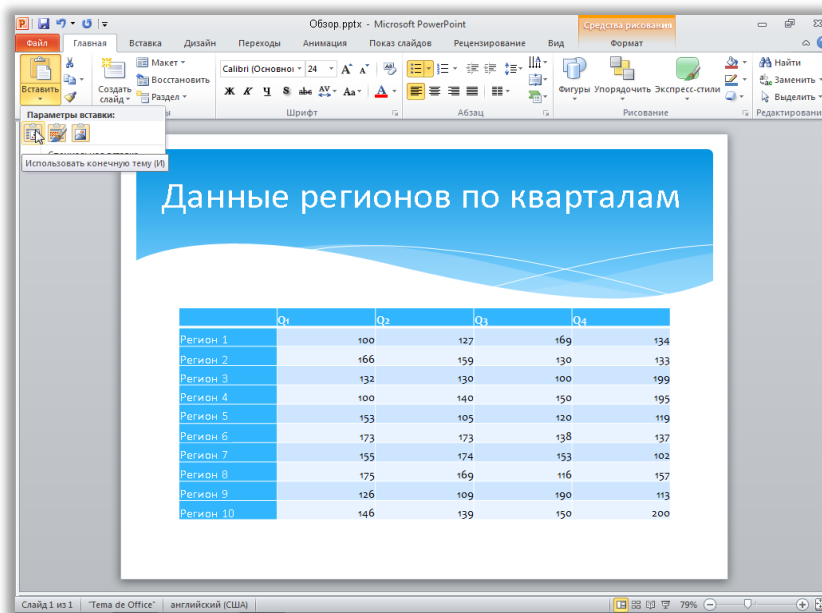 Обзор.pptx - Microsoft PowerPoint
Средства рисования
Файл Главная Вставка Дизайн Переходы Анимация Показ слайдов Рецензирование Вид Формат
Вставить
Создать слайд
Макет
Восстановить
Раздел
Calibri (Основной 24
Ж К Ч S abc AV Aa A
Шрифт
Абзац
Фигуры Упорядочить Экспресс-стили
Рисование
Найти
Заменить
Выделить
Редактировани
Параметры вставки:
Использовать конечную тему (И)
Данные регионов по кварталам
Q1 Q2 Q3 Q4
Регион 1 100 127 169 134
Регион 2 166 159 130 133
Регион 3 132 130 100 199
Регион 4 100 140 150 195
Регион 5 153 105 120 119
Регион 6 173 173 138 137
Регион 7 155 174 153 102
Регион 8 175 169 116 157
Регион 9 126 109 190 113
Регион 10 146 139 150 200
Слайд 1 из 1 "Tema de Office" английский (США) 79%